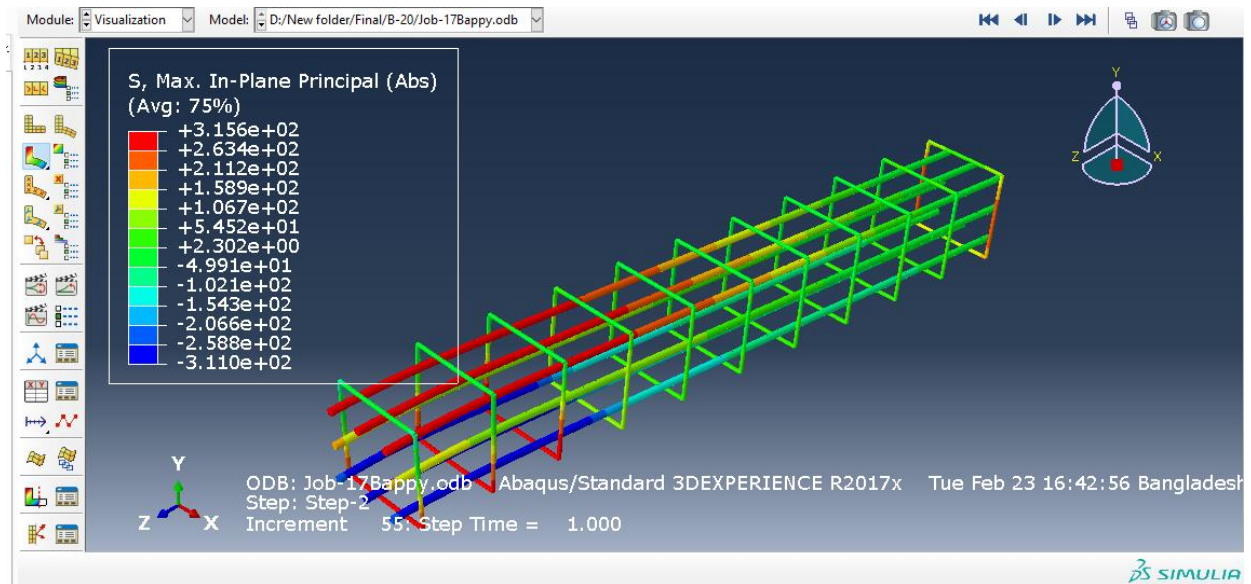 Module: Visualization Model: D:/New folder/Final/B-20/Job-17Bappy.odb
S, Max. In-Plane Principal (Abs)
(Avg: 75%)
+3.156e+02
+2.634e+02
+2.112e+02
+1.589e+02
+1.067e+02
+5.452e+01
+2.302e+00
-4.991e+01
-1.021e+02
-1.543e+02
-2.066e+02
-2.588e+02
-3.110e+02
Y
Z X
Y
Z X
ODB: Job-17Bappy.odb Abaqus/Standard 3DEXPERIENCE R2017x Tue Feb 23 16:42:56 Bangladesh
Step: Step-2
Increment 55: Step Time = 1.000
SIMULIA